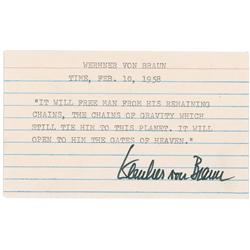 WERHNER VON BRAUN
TIME, FEB. 10, 1958
"IT WILL FREE MAN FROM HIS REMAINING
CHAINS, THE CHAINS OF GRAVITY WHICH
STILL TIE HIM TO THIS PLANET. IT WILL
OPEN TO HIM THE GATES OF HEAVEN."
Wernher von Braun